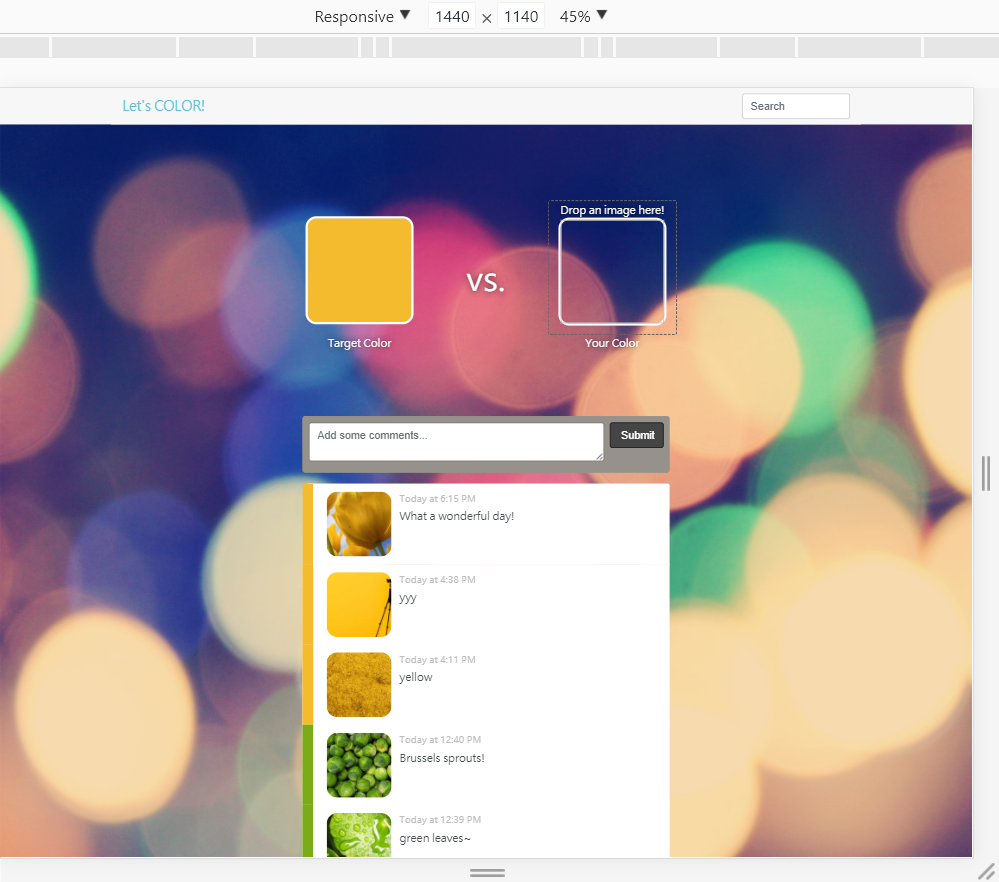 Responsive ▼ 1440 × 1140 45% ▼
Let's COLOR!
Search
Drop an image here!
vs.
Target Color
Your Color
Add some comments...
Submit
Today at 6:15 PM
What a wonderful day!
Today at 4:38 PM
yyy
Today at 4:11 PM
yellow
Today at 12:40 PM
Brussels sprouts!
Today at 12:39 PM
green leaves~